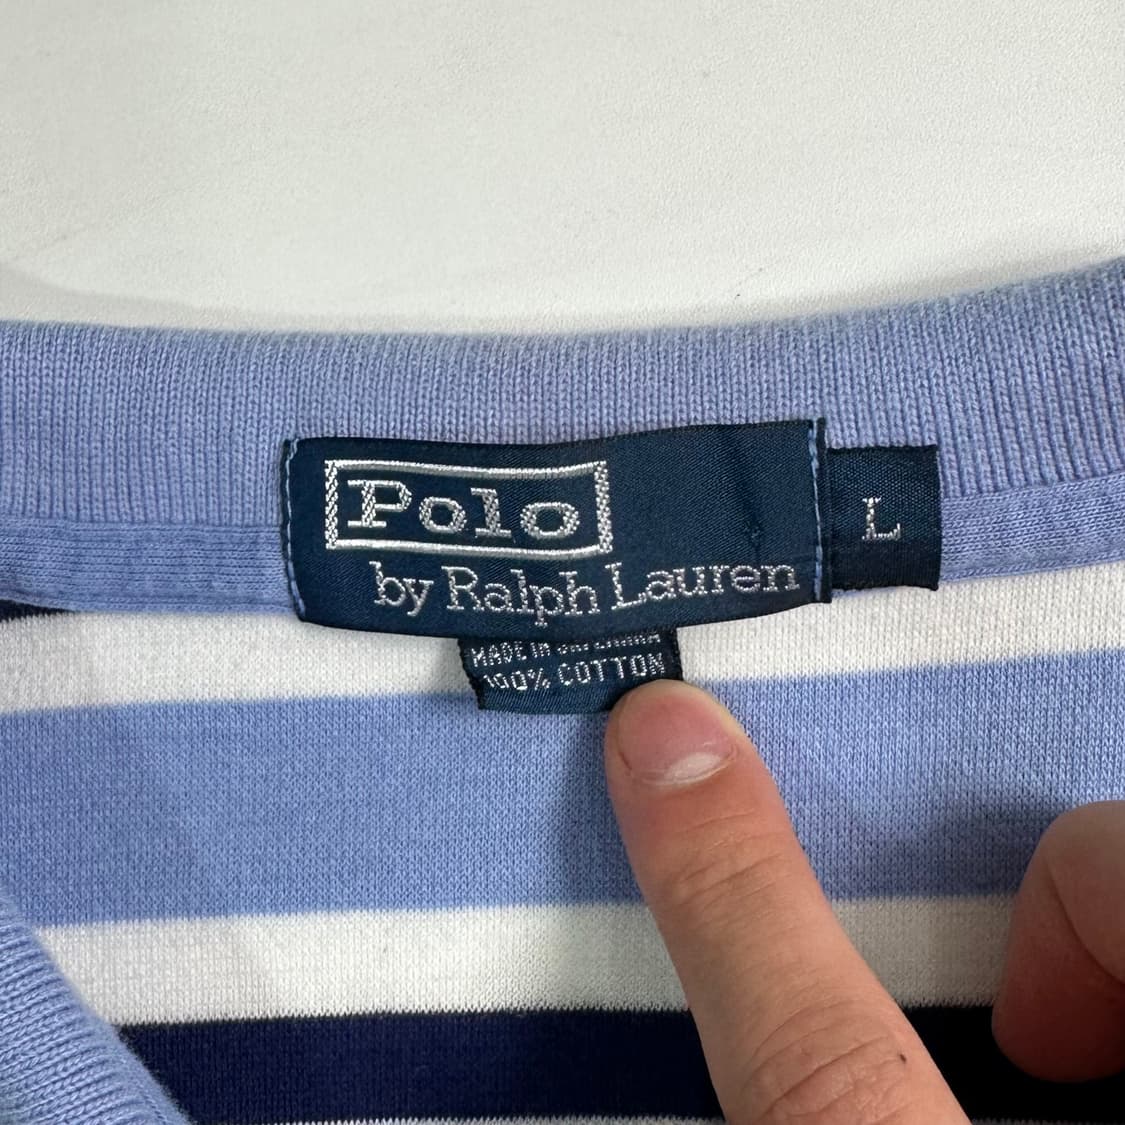 Polo
by Ralph Lauren
L
MADE IN
100% COTTON